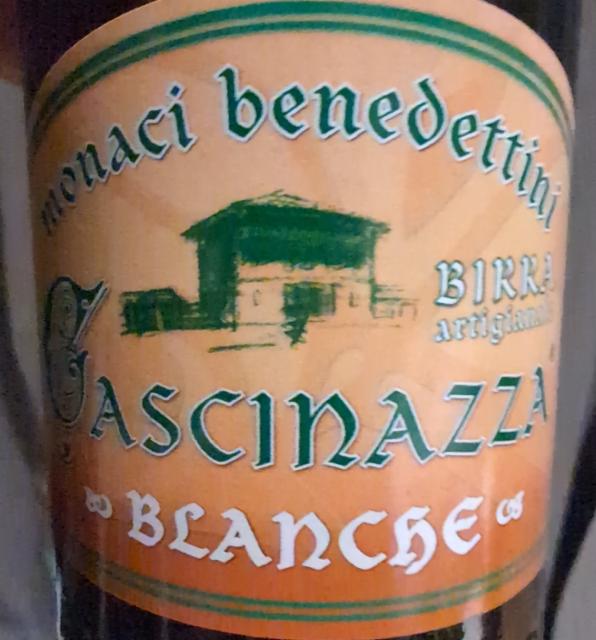 monaci benedettini
BIRRA
artigianale
CASCINAZZA
BLANCHE